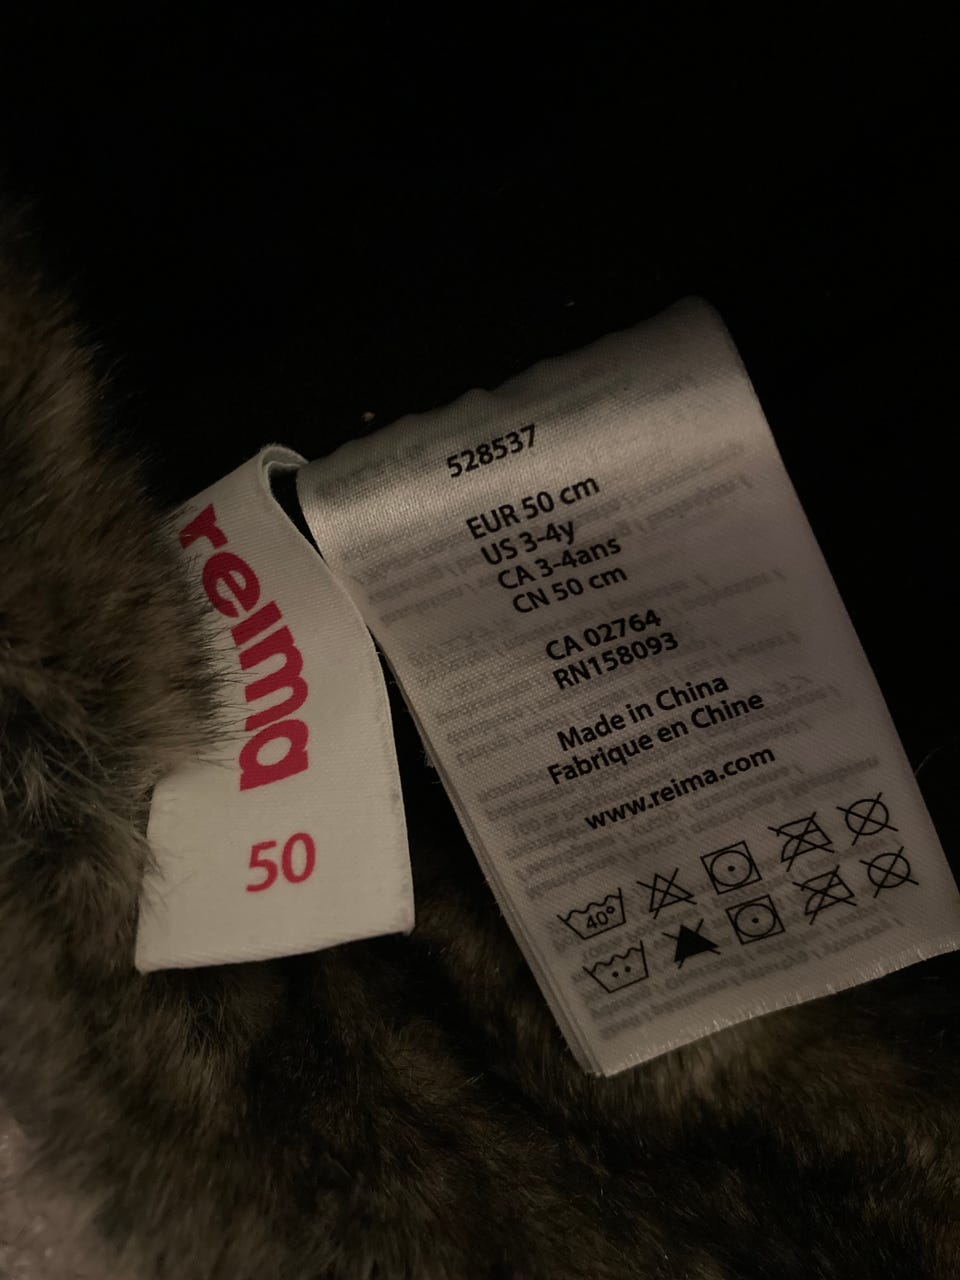 reima
50
528537
EUR 50 cm
US 3-4y
CA 3-4ans
CN 50 cm
CA 02764
RN158093
Made in China
Fabrique en Chine
www.reima.com
40°